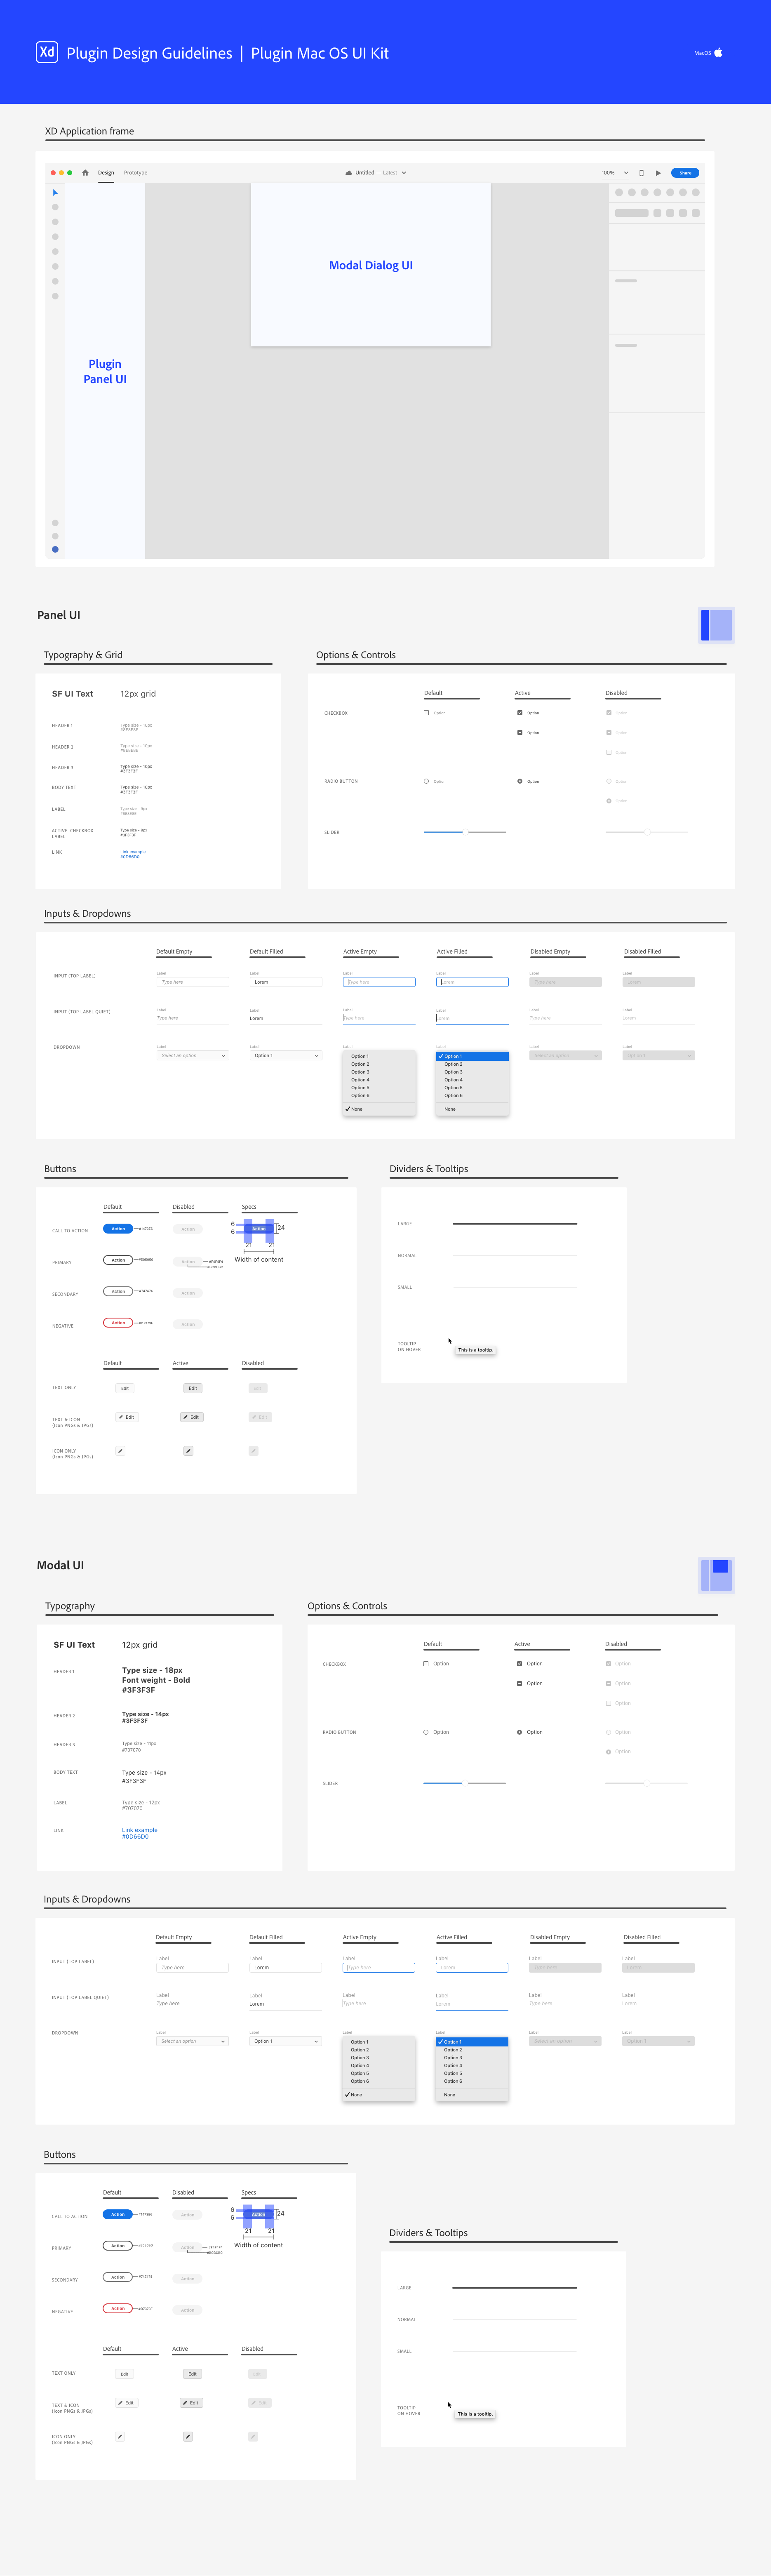 Xd Plugin Design Guidelines | Plugin Mac OS UI Kit
MacOS
XD Application frame
Design Prototype
Untitled — Latest
100%
Share
Modal Dialog UI
Plugin
Panel UI
Panel UI
Typography & Grid
SF UI Text 12px grid
HEADER 1
HEADER 2
HEADER 3
Type size - 10px
#3F3F3F
BODY TEXT
Type size - 10px
#3F3F3F
LABEL
ACTIVE CHECKBOX
LABEL
Type size - 9px
#3F3F3F
LINK
Link example
#0D66D0
Options & Controls
Default Active Disabled
CHECKBOX
Option Option Option
Option Option
Option
RADIO BUTTON
Option Option Option
Option
SLIDER
Inputs & Dropdowns
Default Empty Default Filled Active Empty Active Filled Disabled Empty Disabled Filled
INPUT (TOP LABEL)
Label Label Label Label Label Label
Type here Lorem Type here Lorem Type here Lorem
INPUT (TOP LABEL QUIET)
Label Label Label Label Label Label
Type here Lorem Type here Lorem Type here Lorem
DROPDOWN
Label Label Label Label Label Label
Select an option Option 1 Select an option Option 1
Option 1 Option 1
Option 2 Option 2
Option 3 Option 3
Option 4 Option 4
Option 5 Option 5
Option 6 Option 6
None None
Buttons
Default Disabled Specs
CALL TO ACTION Action Action
6 6 Action 24
21 21
Width of content
PRIMARY Action Action
SECONDARY Action Action
NEGATIVE Action Action
Default Active Disabled
TEXT ONLY Edit Edit Edit
TEXT & ICON
(Icon PNGs & JPGs)
Edit Edit Edit
ICON ONLY
(Icon PNGs & JPGs)
Dividers & Tooltips
LARGE
NORMAL
SMALL
TOOLTIP
ON HOVER
This is a tooltip.
Modal UI
Typography
SF UI Text 12px grid
HEADER 1
Type size - 18px
Font weight - Bold
#3F3F3F
HEADER 2
Type size - 14px
#3F3F3F
HEADER 3
Type size - 11px
#707070
BODY TEXT
Type size - 14px
#3F3F3F
LABEL
Type size - 12px
#707070
LINK
Link example
#0D66D0
Options & Controls
Default Active Disabled
CHECKBOX
Option Option Option
Option Option
Option
RADIO BUTTON
Option Option Option
Option
SLIDER
Inputs & Dropdowns
Default Empty Default Filled Active Empty Active Filled Disabled Empty Disabled Filled
INPUT (TOP LABEL)
Label Label Label Label Label Label
Type here Lorem Type here Lorem Type here Lorem
INPUT (TOP LABEL QUIET)
Label Label Label Label Label Label
Type here Lorem Type here Lorem Type here Lorem
DROPDOWN
Label Label Label Label Label Label
Select an option Option 1 Select an option Option 1
Option 1 Option 1
Option 2 Option 2
Option 3 Option 3
Option 4 Option 4
Option 5 Option 5
Option 6 Option 6
None None
Buttons
Default Disabled Specs
CALL TO ACTION Action Action
6 6 Action 24
21 21
Width of content
PRIMARY Action Action
SECONDARY Action Action
NEGATIVE Action Action
Default Active Disabled
TEXT ONLY Edit Edit Edit
TEXT & ICON
(Icon PNGs & JPGs)
Edit Edit Edit
ICON ONLY
(Icon PNGs & JPGs)
Dividers & Tooltips
LARGE
NORMAL
SMALL
TOOLTIP
ON HOVER
This is a tooltip.